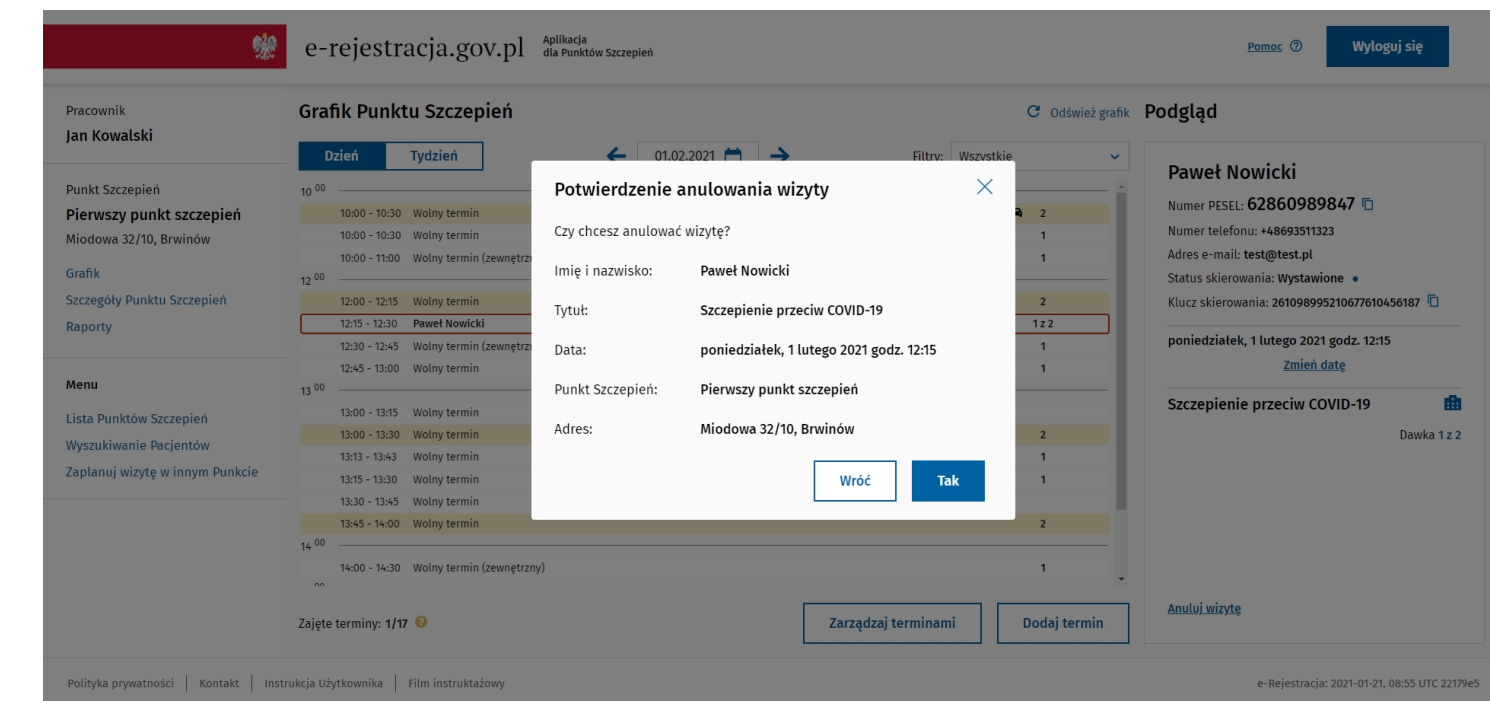 e-rejestracja.gov.pl
Aplikacja
dla Punktów Szczepień
Pomoc
Wyloguj się
Pracownik
Jan Kowalski
Punkt Szczepień
Pierwszy punkt szczepień
Miodowa 32/10, Brwinów
Grafik
Szczegóły Punktu Szczepień
Raporty
Menu
Lista Punktów Szczepień
Wyszukiwanie Pacjentów
Zaplanuj wizytę w innym Punkcie
Grafik Punktu Szczepień
Odśwież grafik
Dzień Tydzień
01.02.2021
Filtry: Wszystkie
10 00
10:00 - 10:30 Wolny termin 2
10:00 - 10:30 Wolny termin 1
10:00 - 11:00 Wolny termin 1
12 00
12:00 - 12:15 Wolny termin 2
12:15 - 12:30 Paweł Nowicki 1 z 2
12:30 - 12:45 Wolny termin 1
12:45 - 13:00 Wolny termin 1
13 00
13:00 - 13:15 Wolny termin
13:00 - 13:30 Wolny termin 2
13:13 - 13:43 Wolny termin 1
13:15 - 13:30 Wolny termin 1
13:30 - 13:45 Wolny termin
13:45 - 14:00 Wolny termin 2
14 00
14:00 - 14:30 Wolny termin (zewnętrzny) 1
Zajęte terminy: 1/17
Zarządzaj terminami
Dodaj termin
Potwierdzenie anulowania wizyty
Czy chcesz anulować wizytę?
Imię i nazwisko: Paweł Nowicki
Tytuł: Szczepienie przeciw COVID-19
Data: poniedziałek, 1 lutego 2021 godz. 12:15
Punkt Szczepień: Pierwszy punkt szczepień
Adres: Miodowa 32/10, Brwinów
Wróć
Tak
Podgląd
Paweł Nowicki
Numer PESEL: 62860989847
Numer telefonu: +48693511323
Adres e-mail: test@test.pl
Status skierowania: Wystawione
Klucz skierowania: 261098995210677610456187
poniedziałek, 1 lutego 2021 godz. 12:15
Zmień datę
Szczepienie przeciw COVID-19
Dawka 1 z 2
Anuluj wizytę
Polityka prywatności | Kontakt | Instrukcja Użytkownika | Film instruktażowy
e-Rejestracja: 2021-01-21, 08:55 UTC 22179e5